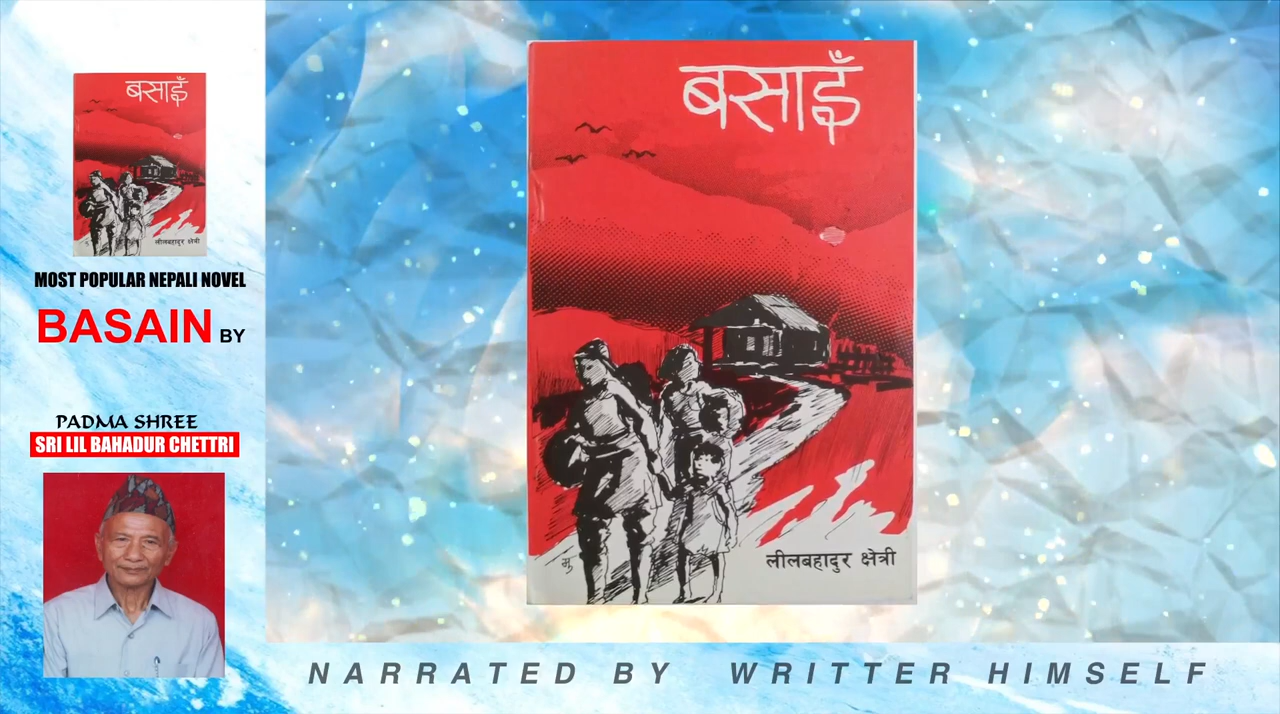 बसाइँ
लीलबहादुर क्षेत्री
MOST POPULAR NEPALI NOVEL
BASAIN BY
PADMA SHREE
SRI LIL BAHADUR CHETTRI
बसाइँ
मु
लीलबहादुर क्षेत्री
NARRATED BY WRITTER HIMSELF